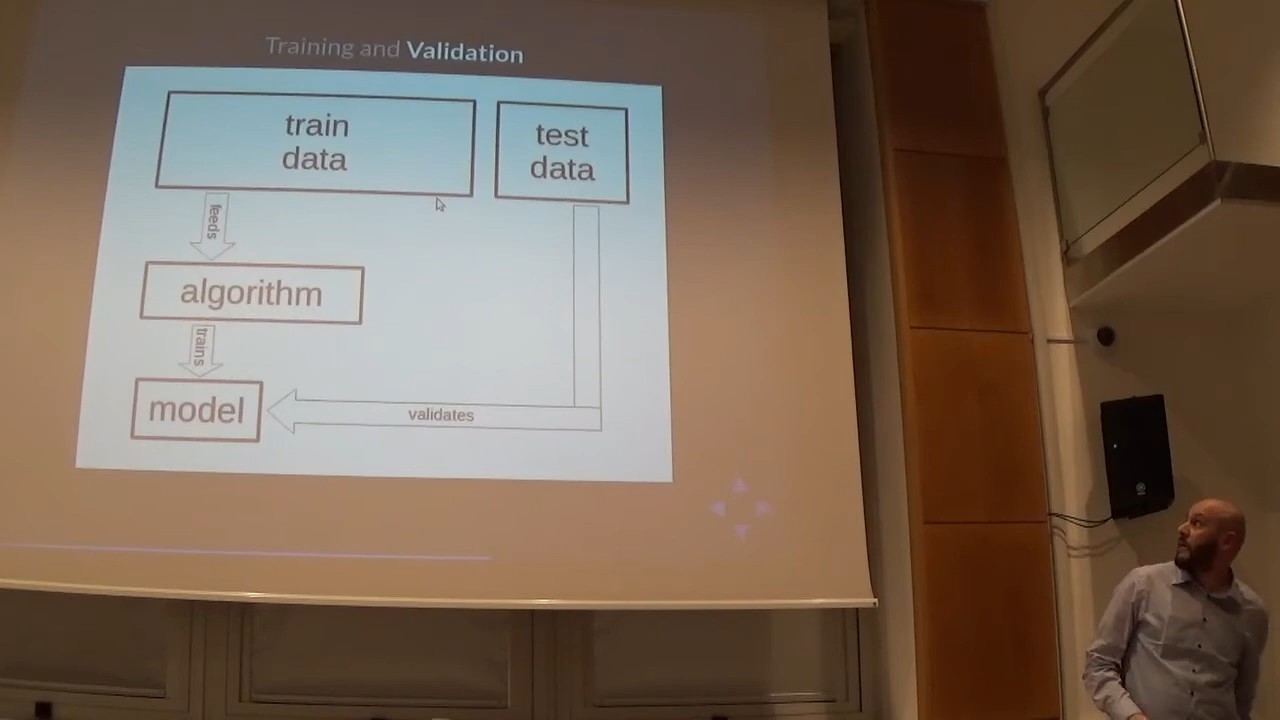 Training and Validation
train
data
test
data
feeds
algorithm
trains
model
validates